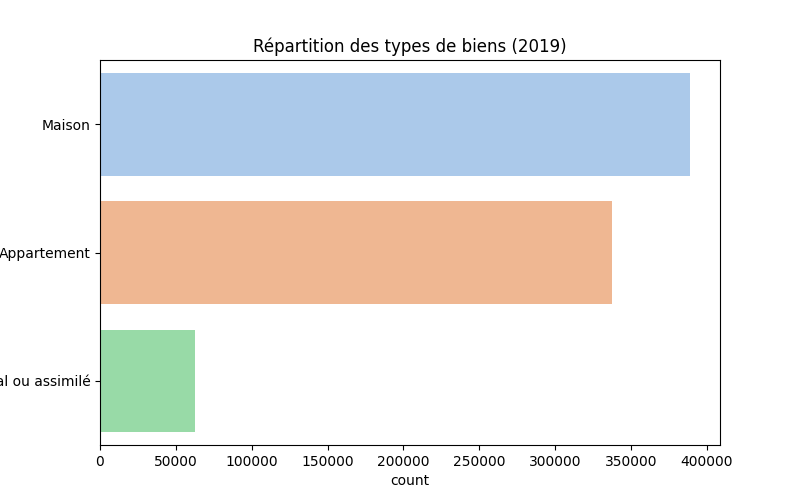 Répartition des types de biens (2019)
Maison
Appartement
ou assimilé
0 50000 100000 150000 200000 250000 300000 350000 400000
count